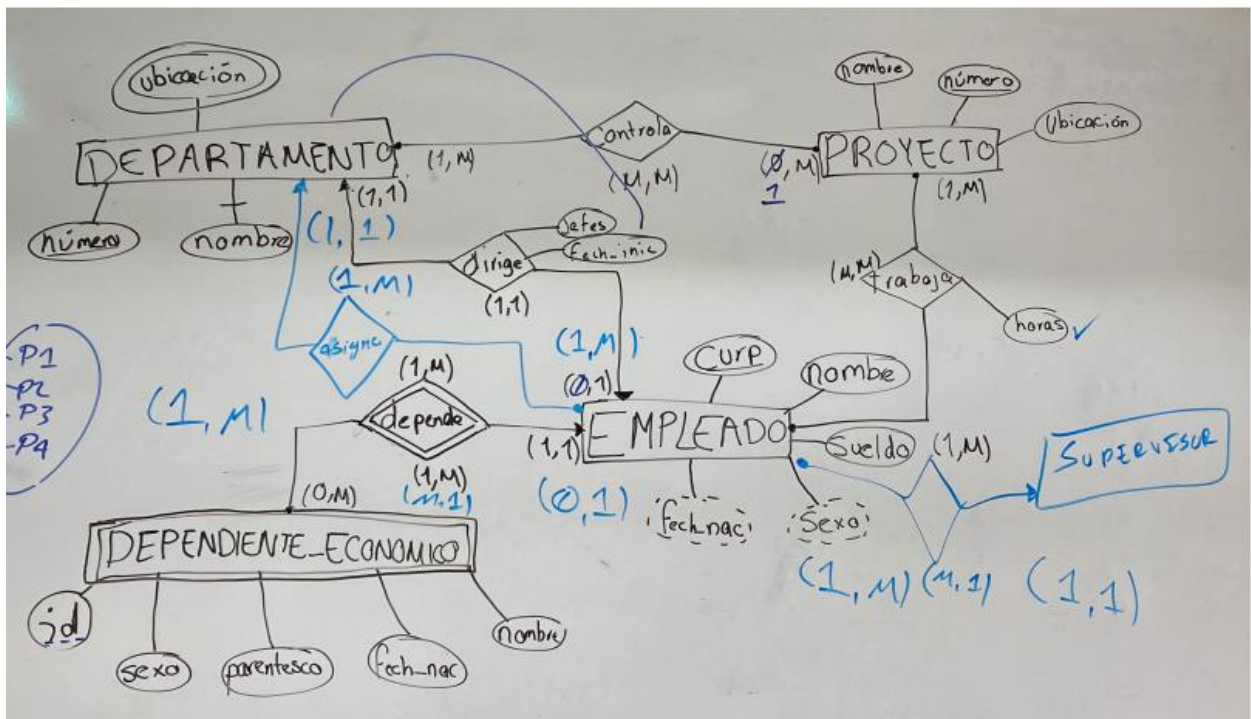 ubicación
DEPARTAMENTO
número
nombre
(1,M)
controla
(M,M)
(0,M)
1
nombre
número
Ubicación
PROYECTO
(1,M)
(1,1)
(1,1)
dirige
Jefes
fech_inic
(1,1)
(1,M)
asigna
(M,M)
trabaja
horas
P1
P2
P3
P4
(1,M)
(1,M)
depende
(1,M)
(M,1)
(0,M)
(1,1)
(0,1)
(1,M)
(0,1)
EMPLEADO
Curp
nombre
Sueldo
fech_nac
Sexo
(1,M)
SUPERVISOR
(1,M)
(M,1)
(1,1)
DEPENDIENTE_ECONOMICO
id
sexo
parentesco
fech_nac
nombre